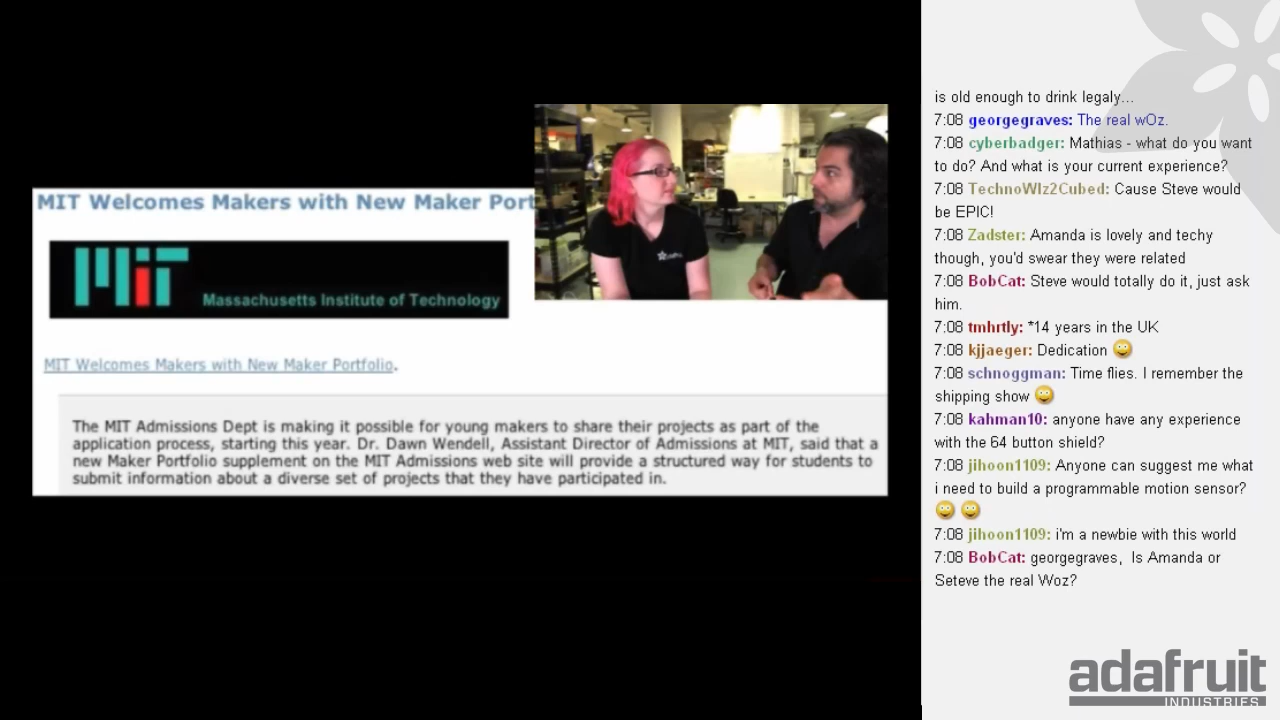 MIT Welcomes Makers with New Maker Port
MIT
Massachusetts Institute of Technology
MIT Welcomes Makers with New Maker Portfolio.
The MIT Admissions Dept is making it possible for young makers to share their projects as part of the
application process, starting this year. Dr. Dawn Wendell, Assistant Director of Admissions at MIT, said that a
new Maker Portfolio supplement on the MIT Admissions web site will provide a structured way for students to
submit information about a diverse set of projects that they have participated in.
is old enough to drink legaly...
7:08 georgegraves: The real wOz.
7:08 cyberbadger: Mathias - what do you want
to do? And what is your current experience?
7:08 TechnoWIz2Cubed: Cause Steve would
be EPIC!
7:08 Zadster: Amanda is lovely and techy
though, you'd swear they were related
7:08 BobCat: Steve would totally do it, just ask
him.
7:08 tmhrtly: *14 years in the UK
7:08 kjjaeger: Dedication
7:08 schnoggman: Time flies. I remember the
shipping show
7:08 kahman10: anyone have any experience
with the 64 button shield?
7:08 jihoon1109: Anyone can suggest me what
i need to build a programmable motion sensor?
7:08 jihoon1109: i'm a newbie with this world
7:08 BobCat: georgegraves, Is Amanda or
Seteve the real Woz?
adafruit
INDUSTRIES